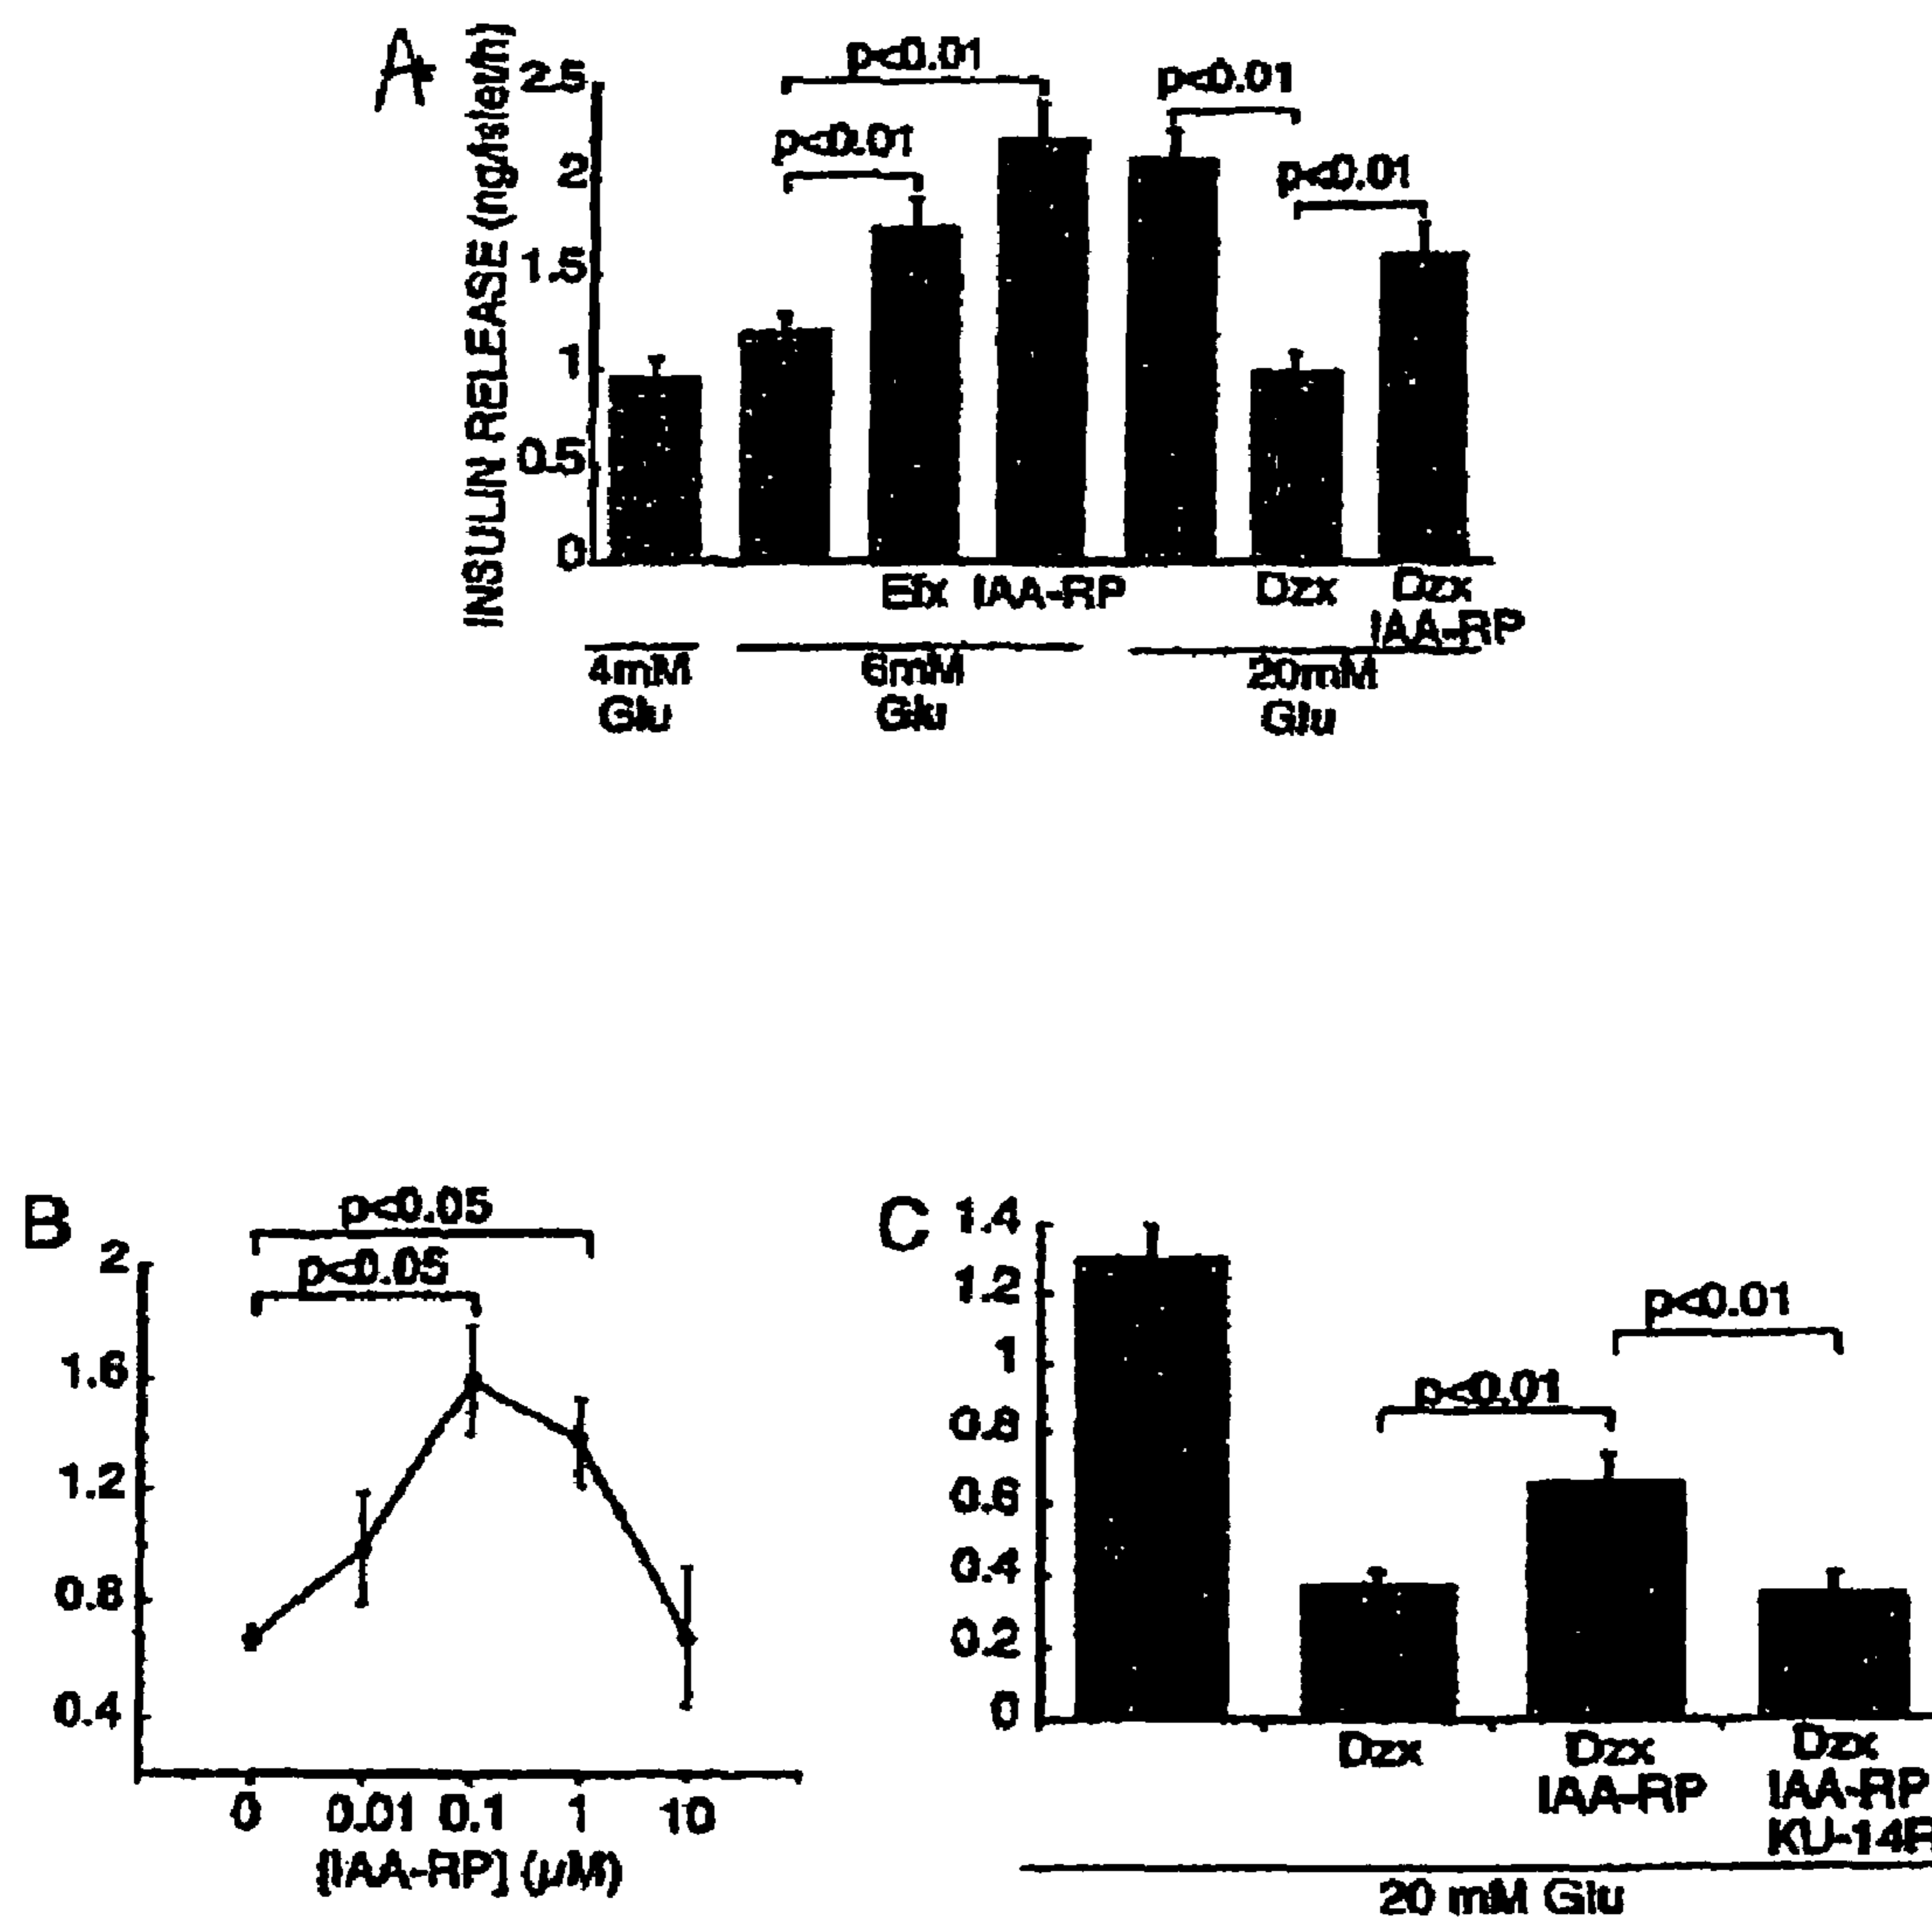 A
INSULIN RELEASE (ng/islet/h)
2.5
2
1.5
1
0.5
0
p<0.01
p<0.01
p<0.01
p<0.01
Efx IAA-RP Dzx Dzx
IAA-RP
4mM 6mM 20mM
Glu Glu Glu
B
2
1.6
1.2
0.8
0.4
p<0.05
p<0.05
0 0.01 0.1 1 10
[IAA-RP] (μM)
C
1.4
1.2
1
0.8
0.6
0.4
0.2
0
p<0.01
p<0.01
Dzx Dzx Dzx
IAA-RP IAA-RP
KU-14R
20 mM Glu